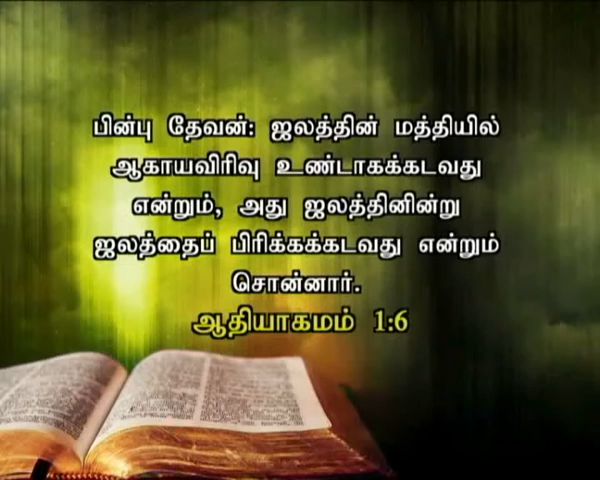 பின்பு தேவன்: ஜலத்தின் மத்தியில்
ஆகாயவிரிவு உண்டாகக்கடவது
என்றும், அது ஜலத்தினின்று
ஜலத்தைப் பிரிக்கக்கடவது என்றும்
சொன்னார்.
ஆதியாகமம் 1:6